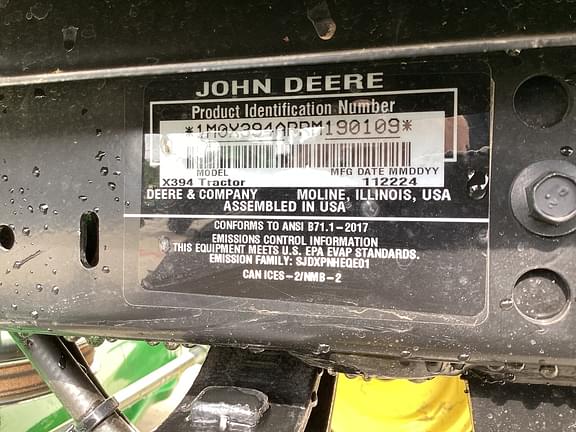 JOHN DEERE
Product Identification Number
MODEL MFG DATE MMDDYY
X394 Tractor 112224
DEERE & COMPANY MOLINE, ILLINOIS, USA
ASSEMBLED IN USA
CONFORMS TO ANSI B71.1-2017
EMISSIONS CONTROL INFORMATION
THIS EQUIPMENT MEETS U.S. EPA EVAP STANDARDS.
EMISSION FAMILY: SJDXPNHEQE01
CAN ICES-2/NMB-2